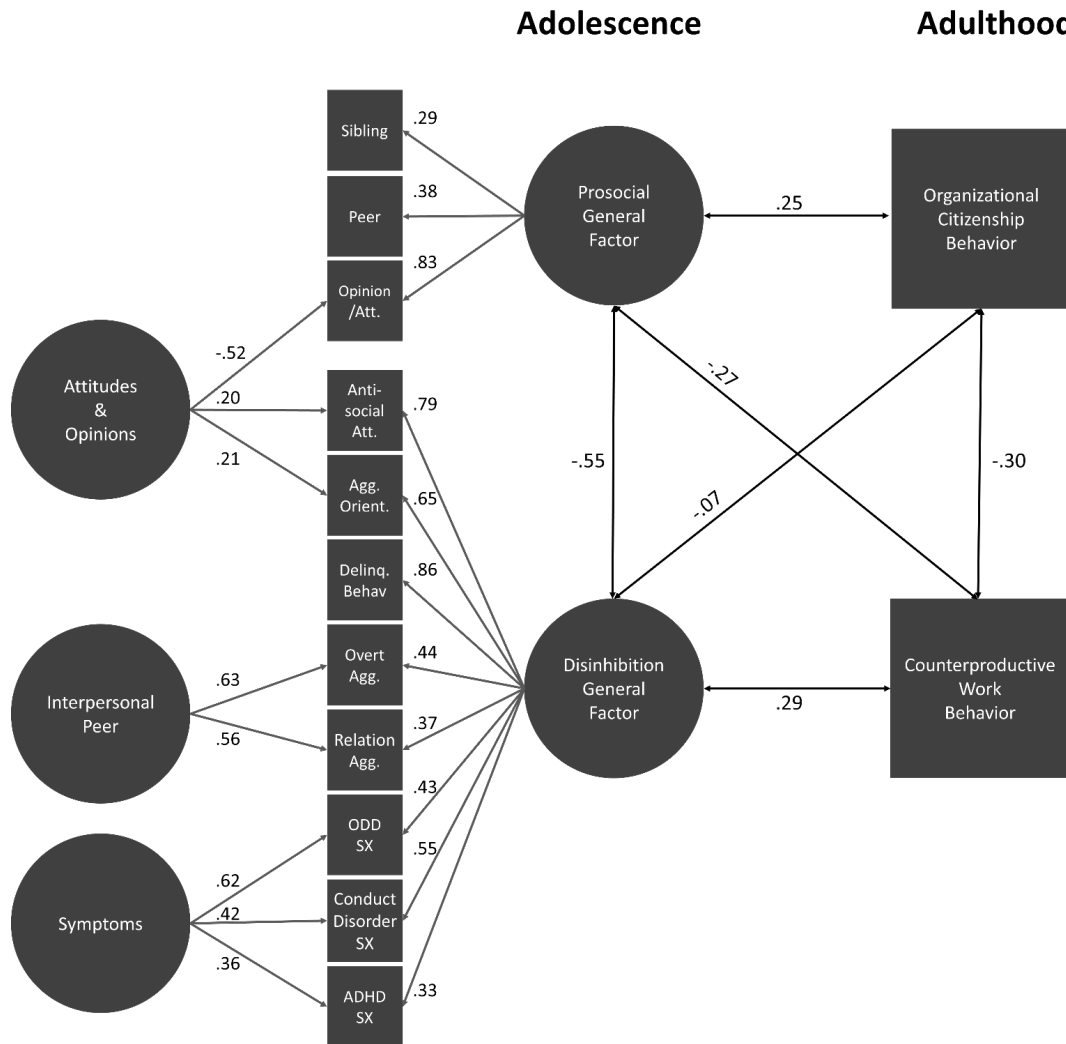 Adolescence
Adulthood
Sibling
.29
Peer
.38
Opinion
/Att.
.83
Prosocial
General
Factor
.25
Organizational
Citizenship
Behavior
Attitudes
&
Opinions
-.52
.20
.21
Anti-
social
Att.
.79
Agg.
Orient.
.65
Delinq.
Behav
.86
-.55
-.27
-.07
-.30
Interpersonal
Peer
.63
.56
Overt
Agg.
.44
Relation
Agg.
.37
Disinhibition
General
Factor
.29
Counterproductive
Work
Behavior
Symptoms
.62
.42
.36
ODD
SX
.43
Conduct
Disorder
SX
.55
ADHD
SX
.33